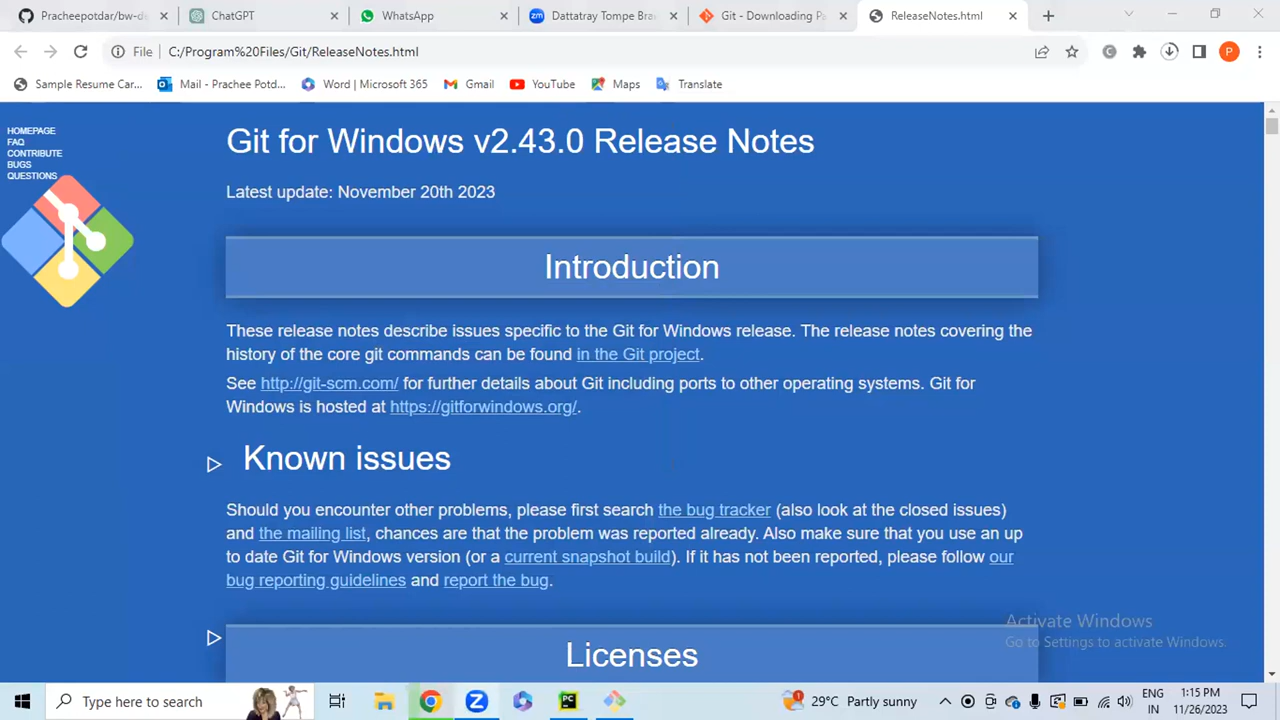 Pracheepotdar/bw-d
ChatGPT
WhatsApp
Dattatray Tompe Bra
Git - Downloading Pa
ReleaseNotes.html
File
C:/Program%20Files/Git/ReleaseNotes.html
C
P
Sample Resume Car...
Mail - Prachee Potd...
Word | Microsoft 365
Gmail
YouTube
Maps
Translate
HOMEPAGE
FAQ
CONTRIBUTE
BUGS
QUESTIONS
Git for Windows v2.43.0 Release Notes
Latest update: November 20th 2023
Introduction
These release notes describe issues specific to the Git for Windows release. The release notes covering the
history of the core git commands can be found in the Git project.
See http://git-scm.com/ for further details about Git including ports to other operating systems. Git for
Windows is hosted at https://gitforwindows.org/.
Known issues
Should you encounter other problems, please first search the bug tracker (also look at the closed issues)
and the mailing list, chances are that the problem was reported already. Also make sure that you use an up
to date Git for Windows version (or a current snapshot build). If it has not been reported, please follow our
bug reporting guidelines and report the bug.
Licenses
Activate Windows
Go to Settings to activate Windows.
Type here to search
zm
PC
29°C Partly sunny
ENG
IN
1:15 PM
11/26/2023